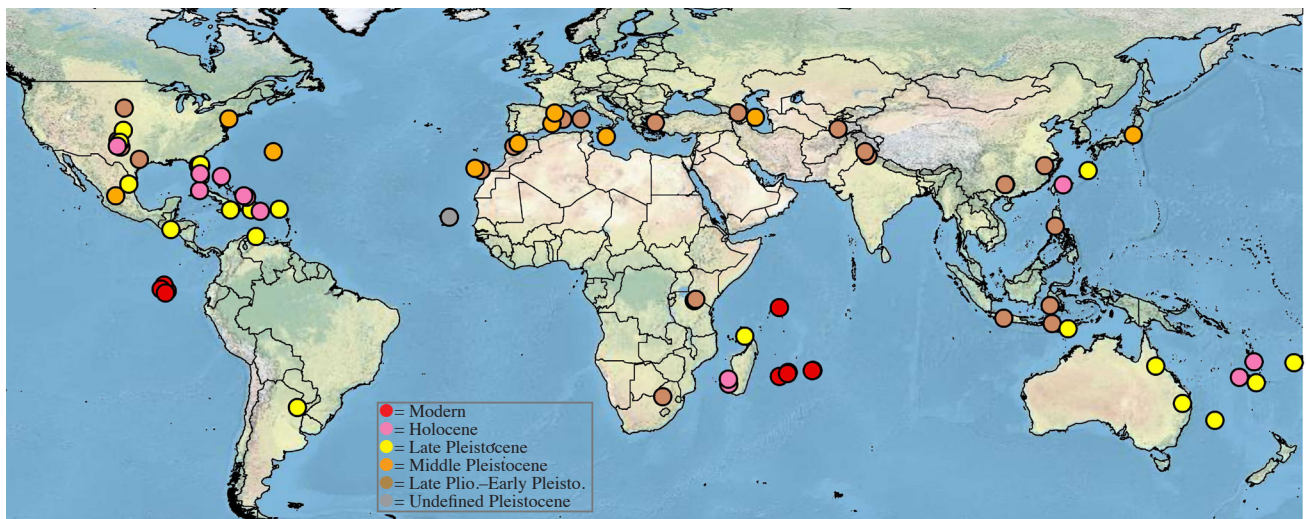 = Modern
= Holocene
= Late Pleistocene
= Middle Pleistocene
= Late Plio.–Early Pleisto.
= Undefined Pleistocene